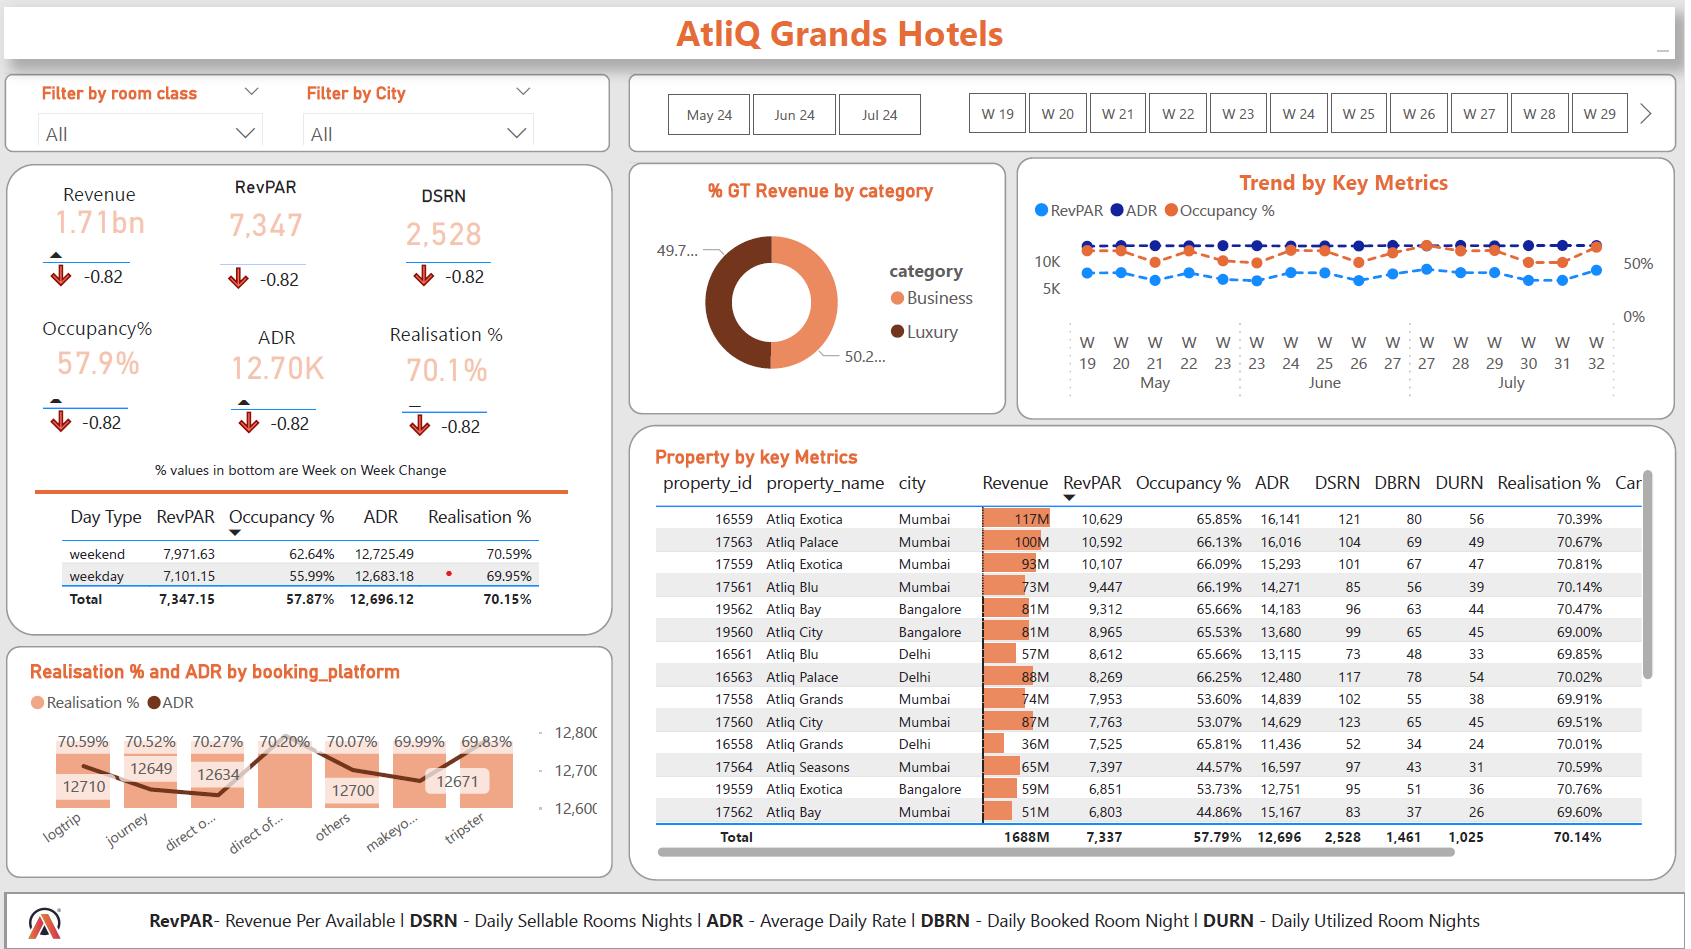 AtliQ Grands Hotels
Filter by room class
All
Filter by City
All
May 24
Jun 24
Jul 24
W 19
W 20
W 21
W 22
W 23
W 24
W 25
W 26
W 27
W 28
W 29
Revenue
1.71bn
-0.82
RevPAR
7,347
-0.82
DSRN
2,528
-0.82
Occupancy%
57.9%
-0.82
ADR
12.70K
-0.82
Realisation %
70.1%
-0.82
% values in bottom are Week on Week Change
Day Type RevPAR Occupancy % ADR Realisation %
weekend 7,971.63 62.64% 12,725.49 70.59%
weekday 7,101.15 55.99% 12,683.18 69.95%
Total 7,347.15 57.87% 12,696.12 70.15%
Realisation % and ADR by booking_platform
Realisation % ADR
70.59% 70.52% 70.27% 70.20% 70.07% 69.99% 69.83%
12710 12649 12634 12700 12671
12,800
12,700
12,600
logtrip journey direct o... direct of... others makeyo... tripster
% GT Revenue by category
49.7...
50.2...
category
Business
Luxury
Trend by Key Metrics
RevPAR ADR Occupancy %
10K
5K
50%
0%
W 19 W 20 W 21 W 22 W 23 W 23 W 24 W 25 W 26 W 27 W 27 W 28 W 29 W 30 W 31 W 32
May June July
Property by key Metrics
property_id property_name city Revenue RevPAR Occupancy % ADR DSRN DBRN DURN Realisation % Car
16559 Atliq Exotica Mumbai 117M 10,629 65.85% 16,141 121 80 56 70.39%
17563 Atliq Palace Mumbai 100M 10,592 66.13% 16,016 104 69 49 70.67%
17559 Atliq Exotica Mumbai 93M 10,107 66.09% 15,293 101 67 47 70.81%
17561 Atliq Blu Mumbai 73M 9,447 66.19% 14,271 85 56 39 70.14%
19562 Atliq Bay Bangalore 81M 9,312 65.66% 14,183 96 63 44 70.47%
19560 Atliq City Bangalore 81M 8,965 65.53% 13,680 99 65 45 69.00%
16561 Atliq Blu Delhi 57M 8,612 65.66% 13,115 73 48 33 69.85%
16563 Atliq Palace Delhi 88M 8,269 66.25% 12,480 117 78 54 70.02%
17558 Atliq Grands Mumbai 74M 7,953 53.60% 14,839 102 55 38 69.91%
17560 Atliq City Mumbai 87M 7,763 53.07% 14,629 123 65 45 69.51%
16558 Atliq Grands Delhi 36M 7,525 65.81% 11,436 52 34 24 70.01%
17564 Atliq Seasons Mumbai 65M 7,397 44.57% 16,597 97 43 31 70.59%
19559 Atliq Exotica Bangalore 59M 6,851 53.73% 12,751 95 51 36 70.76%
17562 Atliq Bay Mumbai 51M 6,803 44.86% 15,167 83 37 26 69.60%
Total 1688M 7,337 57.79% 12,696 2,528 1,461 1,025 70.14%
RevPAR- Revenue Per Available l DSRN - Daily Sellable Rooms Nights l ADR - Average Daily Rate l DBRN - Daily Booked Room Night l DURN - Daily Utilized Room Nights